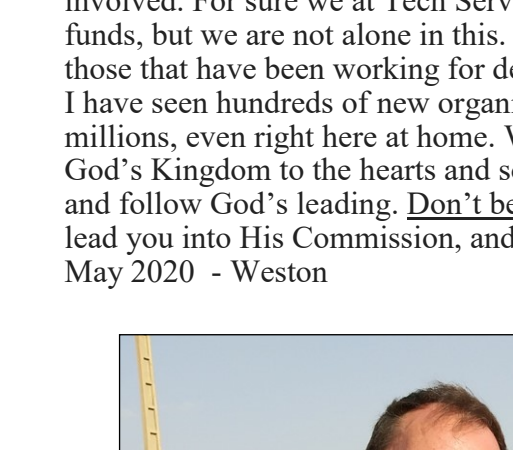 involved. For sure we at Tech Serv
funds, but we are not alone in this.
those that have been working for de
I have seen hundreds of new organi
millions, even right here at home. W
God’s Kingdom to the hearts and so
and follow God’s leading. Don’t be
lead you into His Commission, and
May 2020  - Weston